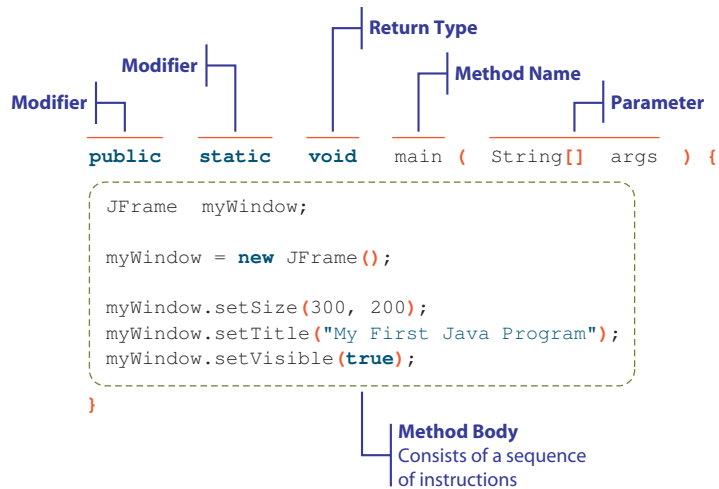 Return Type
Modifier
Method Name
Modifier
Parameter
public static void main ( String[] args ) {
JFrame myWindow;
myWindow = new JFrame();
myWindow.setSize(300, 200);
myWindow.setTitle("My First Java Program");
myWindow.setVisible(true);
}
Method Body
Consists of a sequence
of instructions